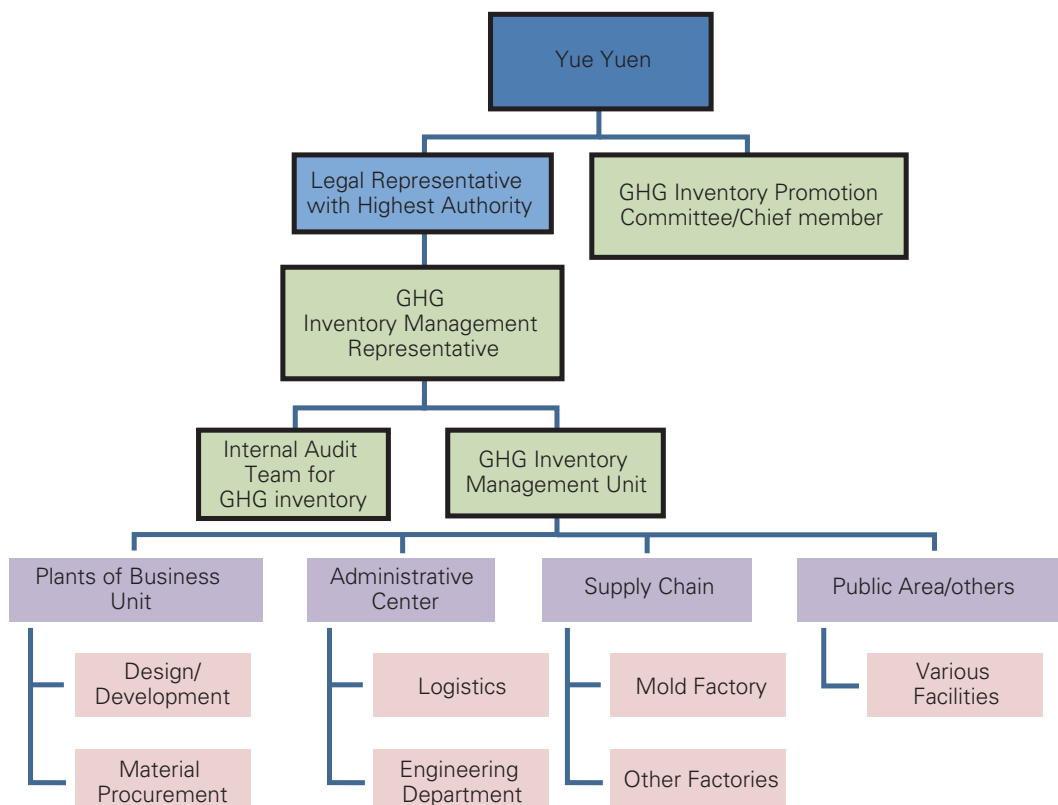 Yue Yuen
Legal Representative
with Highest Authority
GHG Inventory Promotion
Committee/Chief member
GHG
Inventory Management
Representative
Internal Audit
Team for
GHG inventory
GHG Inventory
Management Unit
Plants of Business
Unit
Administrative
Center
Supply Chain
Public Area/others
Design/
Development
Logistics
Mold Factory
Various
Facilities
Material
Procurement
Engineering
Department
Other Factories